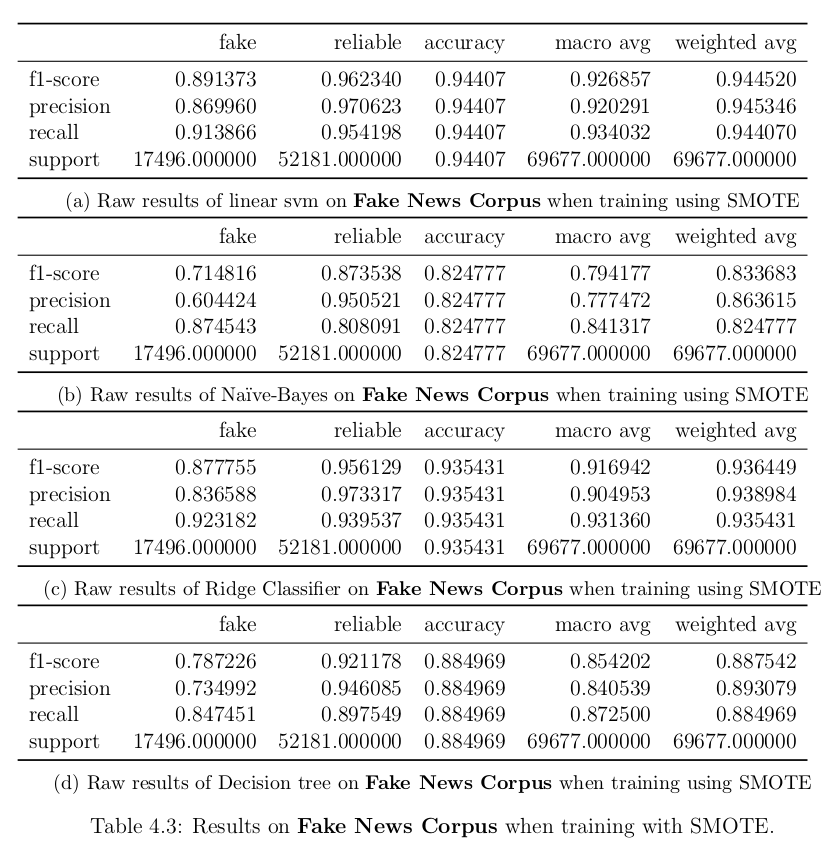 fake reliable accuracy macro avg weighted avg
f1-score 0.891373 0.962340 0.94407 0.926857 0.944520
precision 0.869960 0.970623 0.94407 0.920291 0.945346
recall 0.913866 0.954198 0.94407 0.934032 0.944070
support 17496.000000 52181.000000 0.94407 69677.000000 69677.000000
(a) Raw results of linear svm on Fake News Corpus when training using SMOTE
fake reliable accuracy macro avg weighted avg
f1-score 0.714816 0.873538 0.824777 0.794177 0.833683
precision 0.604424 0.950521 0.824777 0.777472 0.863615
recall 0.874543 0.808091 0.824777 0.841317 0.824777
support 17496.000000 52181.000000 0.824777 69677.000000 69677.000000
(b) Raw results of Naïve-Bayes on Fake News Corpus when training using SMOTE
fake reliable accuracy macro avg weighted avg
f1-score 0.877755 0.956129 0.935431 0.916942 0.936449
precision 0.836588 0.973317 0.935431 0.904953 0.938984
recall 0.923182 0.939537 0.935431 0.931360 0.935431
support 17496.000000 52181.000000 0.935431 69677.000000 69677.000000
(c) Raw results of Ridge Classifier on Fake News Corpus when training using SMOTE
fake reliable accuracy macro avg weighted avg
f1-score 0.787226 0.921178 0.884969 0.854202 0.887542
precision 0.734992 0.946085 0.884969 0.840539 0.893079
recall 0.847451 0.897549 0.884969 0.872500 0.884969
support 17496.000000 52181.000000 0.884969 69677.000000 69677.000000
(d) Raw results of Decision tree on Fake News Corpus when training using SMOTE
Table 4.3: Results on Fake News Corpus when training with SMOTE.